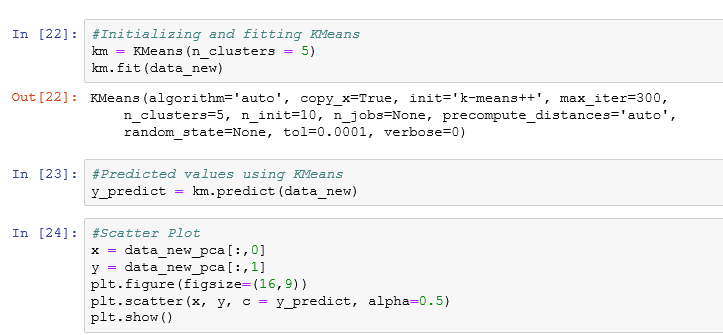 In [22]: #Initializing and fitting KMeans
km = KMeans(n_clusters = 5)
km.fit(data_new)
Out[22]: KMeans(algorithm='auto', copy_x=True, init='k-means++', max_iter=300,
n_clusters=5, n_init=10, n_jobs=None, precompute_distances='auto',
random_state=None, tol=0.0001, verbose=0)
In [23]: #Predicted values using KMeans
y_predict = km.predict(data_new)
In [24]: #Scatter Plot
x = data_new_pca[:,0]
y = data_new_pca[:,1]
plt.figure(figsize=(16,9))
plt.scatter(x, y, c = y_predict, alpha=0.5)
plt.show()